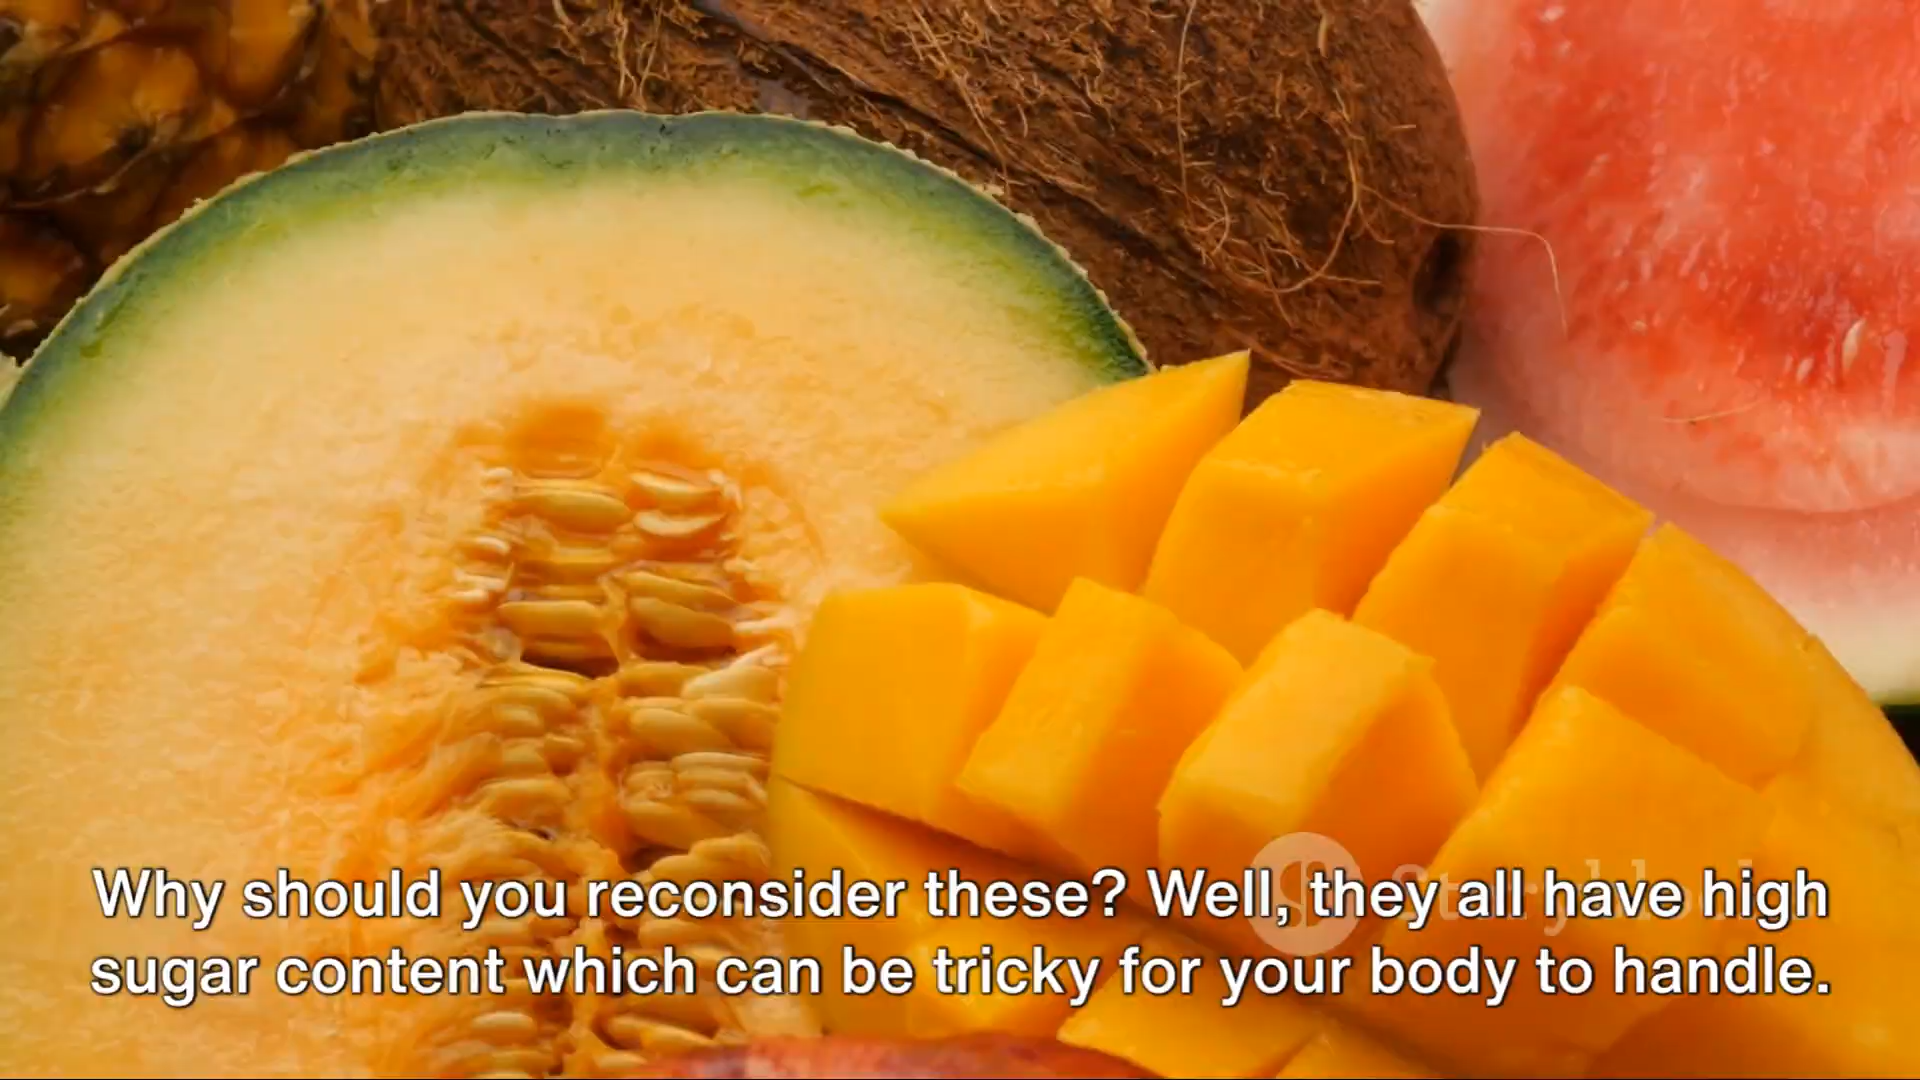 Why should you reconsider these? Well, they all have high
sugar content which can be tricky for your body to handle.